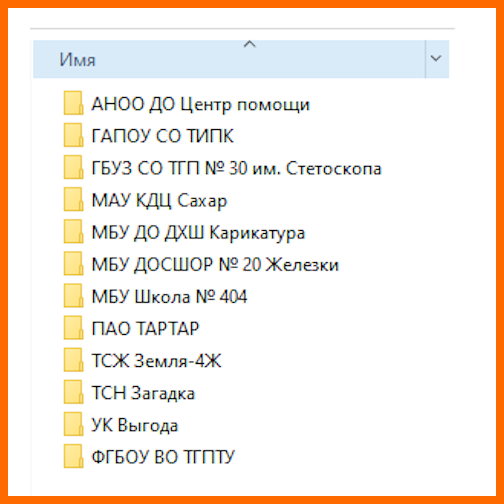 Имя
АНОО ДО Центр помощи
ГАПОУ СО ТИПК
ГБУЗ СО ТГП № 30 им. Стетоскопа
МАУ КДЦ Сахар
МБУ ДО ДХШ Карикатура
МБУ ДОСШОР № 20 Железки
МБУ Школа № 404
ПАО ТАРТАР
ТСЖ Земля-4Ж
ТСН Загадка
УК Выгода
ФГБОУ ВО ТГПТУ